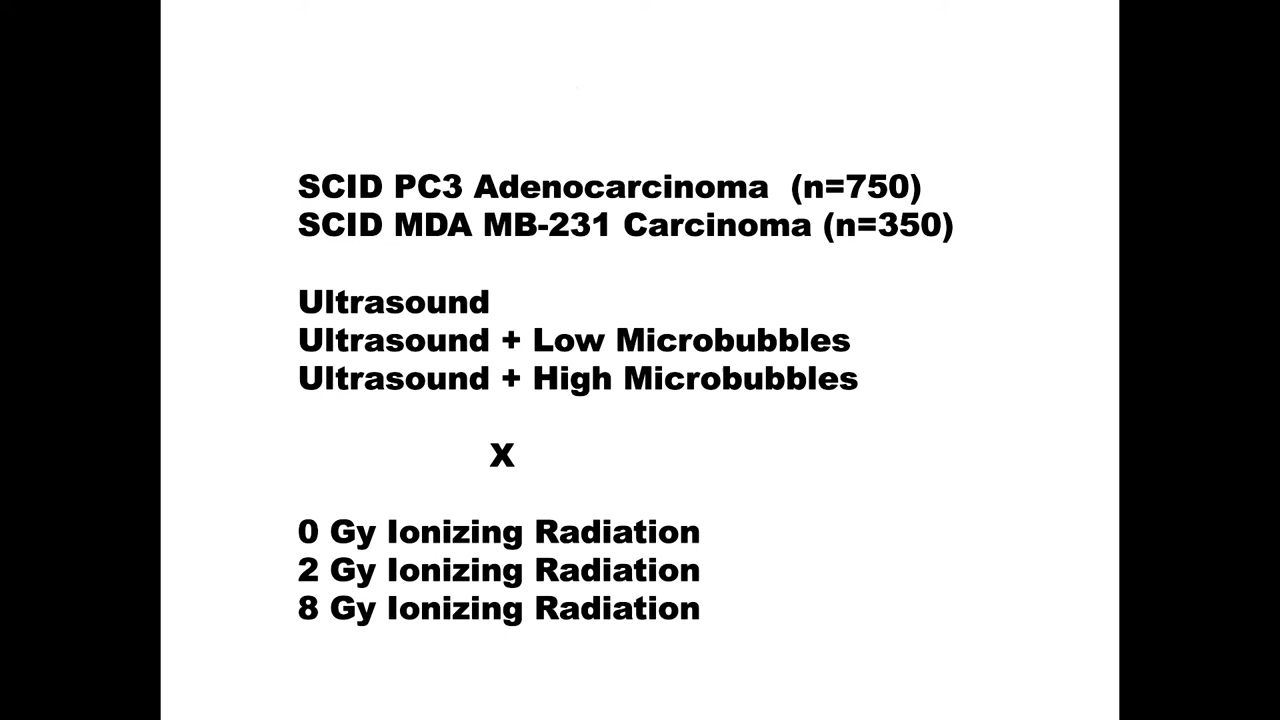 SCID PC3 Adenocarcinoma (n=750)
SCID MDA MB-231 Carcinoma (n=350)
Ultrasound
Ultrasound + Low Microbubbles
Ultrasound + High Microbubbles
X
0 Gy Ionizing Radiation
2 Gy Ionizing Radiation
8 Gy Ionizing Radiation